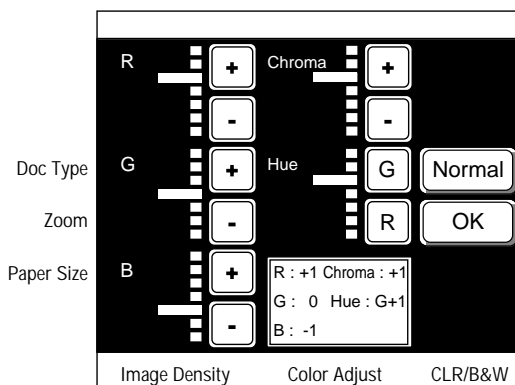 R + Chroma +
- -
Doc Type G + Hue G Normal
Zoom - R OK
Paper Size B + R : +1 Chroma : +1
G : 0 Hue : G+1
- B : -1
Image Density Color Adjust CLR/B&W